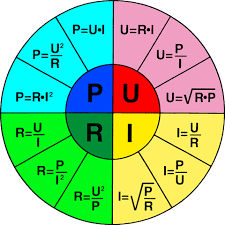 P=U·I
U=R·I
P=U²/R
U=P/I
P=R·I²
U=√R·P
P
U
R
I
R=U/I
I=U/R
R=P/I²
I=P/U
R=U²/P
I=√P/R